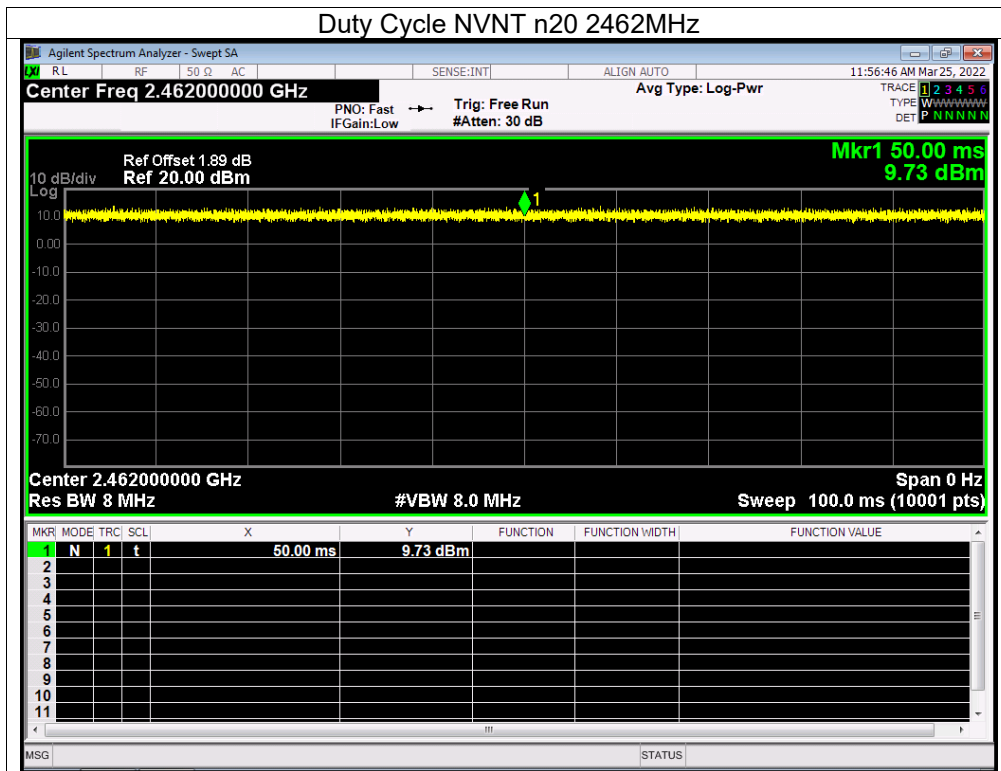 Duty Cycle NVNT n20 2462MHz
Agilent Spectrum Analyzer - Swept SA
LXI RL RF 50 Ω AC SENSE:INT ALIGN AUTO 11:56:46 AM Mar 25, 2022
Center Freq 2.462000000 GHz Avg Type: Log-Pwr TRACE 1 2 3 4 5 6
PNO: Fast Trig: Free Run TYPE WWWWWW
IFGain:Low #Atten: 30 dB DET P N N N N N
Mkr1 50.00 ms
Ref Offset 1.89 dB
10 dB/div Ref 20.00 dBm 9.73 dBm
Log
1
10.0
0.00
-10.0
-20.0
-30.0
-40.0
-50.0
-60.0
-70.0
Center 2.462000000 GHz Span 0 Hz
Res BW 8 MHz #VBW 8.0 MHz Sweep 100.0 ms (10001 pts)
MKR MODE TRC SCL X Y FUNCTION FUNCTION WIDTH FUNCTION VALUE
1 N 1 t 50.00 ms 9.73 dBm
2
3
4
5
6
7
8
9
10
11
MSG STATUS